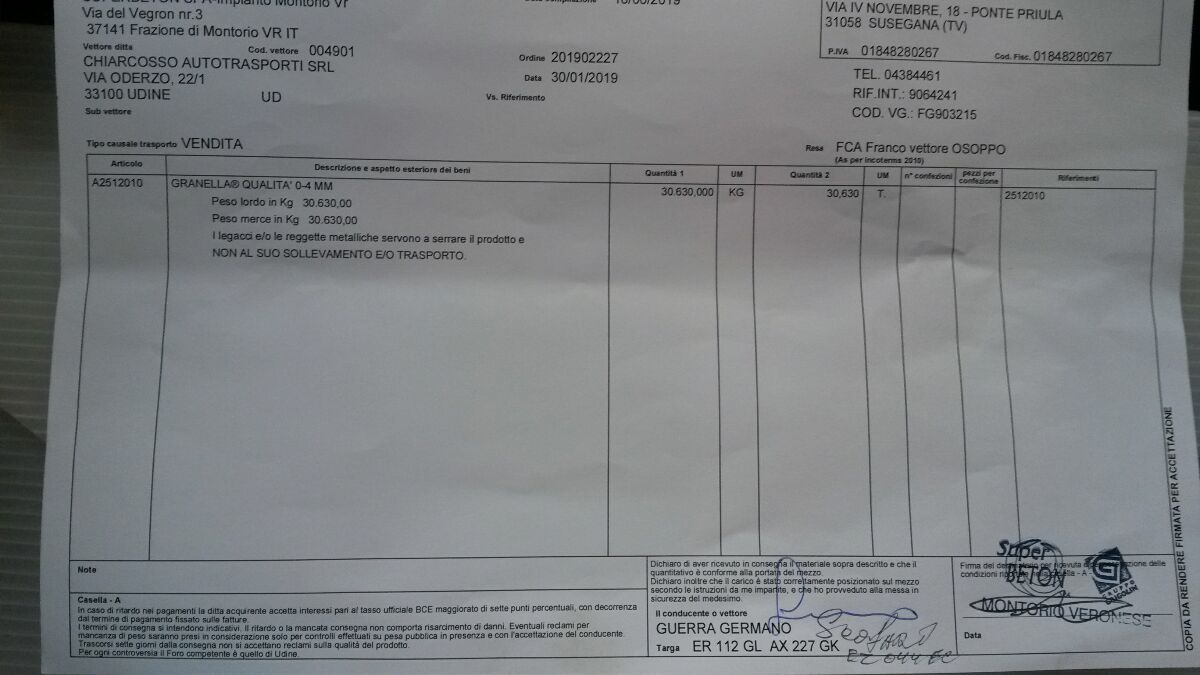 SUPERBETON SPA-Impianto Montorio Vr
Via del Vegron nr.3
37141 Frazione di Montorio VR IT
Vettore ditta Cod. vettore 004901
CHIARCOSSO AUTOTRASPORTI SRL
VIA ODERZO, 22/1
33100 UDINE UD
Sub vettore
Ordine 201902227
Data 30/01/2019
Vs. Riferimento
VIA IV NOVEMBRE, 18 - PONTE PRIULA
31058 SUSEGANA (TV)
P.IVA 01848280267 Cod. Fisc. 01848280267
TEL. 04384461
RIF.INT.: 9064241
COD. VG.: FG903215
Tipo causale trasporto VENDITA
Resa FCA Franco vettore OSOPPO
(As per incoterms 2010)
Articolo Descrizione e aspetto esteriore dei beni Quantità 1 UM Quantità 2 UM n° confezioni pezzi per confezione Riferimenti
A2512010 GRANELLA® QUALITA' 0-4 MM 30.630,000 KG 30,630 T. 2512010
Peso lordo in Kg 30.630,00
Peso merce in Kg 30.630,00
I legacci e/o le reggette metalliche servono a serrare il prodotto e
NON AL SUO SOLLEVAMENTO E/O TRASPORTO.
Note
Casella - A
In caso di ritardo nei pagamenti la ditta acquirente accetta interessi pari al tasso ufficiale BCE maggiorato di sette punti percentuali, con decorrenza
dal termine di pagamento fissato sulle fatture.
I termini di consegna si intendono indicativi. Il ritardo o la mancata consegna non comporta risarcimento di danni. Eventuali reclami per
mancanza di peso saranno presi in considerazione solo per controlli effettuati su pesa pubblica in presenza e con l'accettazione del conducente.
Trascorsi sette giorni dalla consegna non si accettano reclami sulla qualità del prodotto.
Per ogni controversia il Foro competente è quello di Udine.
Dichiaro di aver ricevuto in consegna il materiale sopra descritto e che il
quantitativo è conforme alla portata del mezzo.
Dichiaro inoltre che il carico è stato correttamente posizionato sul mezzo
secondo le istruzioni da me impartite, e che ho provveduto alla messa in
sicurezza del medesimo.
Il conducente o vettore
GUERRA GERMANO
Targa ER 112 GL AX 227 GK
EZ 044 EC
Firma del
condizioni
delle
- A -
Super
BETON
GRUPPO
MONTORIO VERONESE
Data
COPIA DA RENDERE FIRMATA PER ACCETTAZIONE